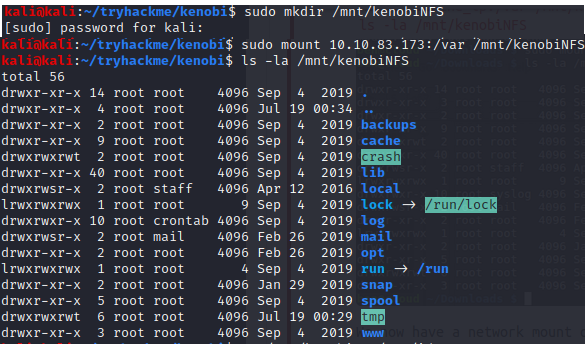 kali@kali:~/tryhackme/kenobi$ sudo mkdir /mnt/kenobiNFS
[sudo] password for kali:
kali@kali:~/tryhackme/kenobi$ sudo mount 10.10.83.173:/var /mnt/kenobiNFS
kali@kali:~/tryhackme/kenobi$ ls -la /mnt/kenobiNFS
total 56
drwxr-xr-x 14 root root    4096 Sep  4  2019 .
drwxr-xr-x  4 root root    4096 Jul 19 00:34 ..
drwxr-xr-x  2 root root    4096 Sep  4  2019 backups
drwxr-xr-x  9 root root    4096 Sep  4  2019 cache
drwxrwxrwt  2 root root    4096 Sep  4  2019 crash
drwxr-xr-x 40 root root    4096 Sep  4  2019 lib
drwxrwsr-x  2 root staff   4096 Apr 12  2016 local
lrwxrwxrwx  1 root root       9 Sep  4  2019 lock → /run/lock
drwxrwxr-x 10 root crontab 4096 Sep  4  2019 log
drwxrwsr-x  2 root mail    4096 Feb 26  2019 mail
drwxr-xr-x  2 root root    4096 Feb 26  2019 opt
lrwxrwxrwx  1 root root       4 Sep  4  2019 run → /run
drwxr-xr-x  2 root root    4096 Jan 29  2019 snap
drwxr-xr-x  5 root root    4096 Sep  4  2019 spool
drwxrwxrwt  6 root root    4096 Jul 19 00:29 tmp
drwxr-xr-x  3 root root    4096 Sep  4  2019 www